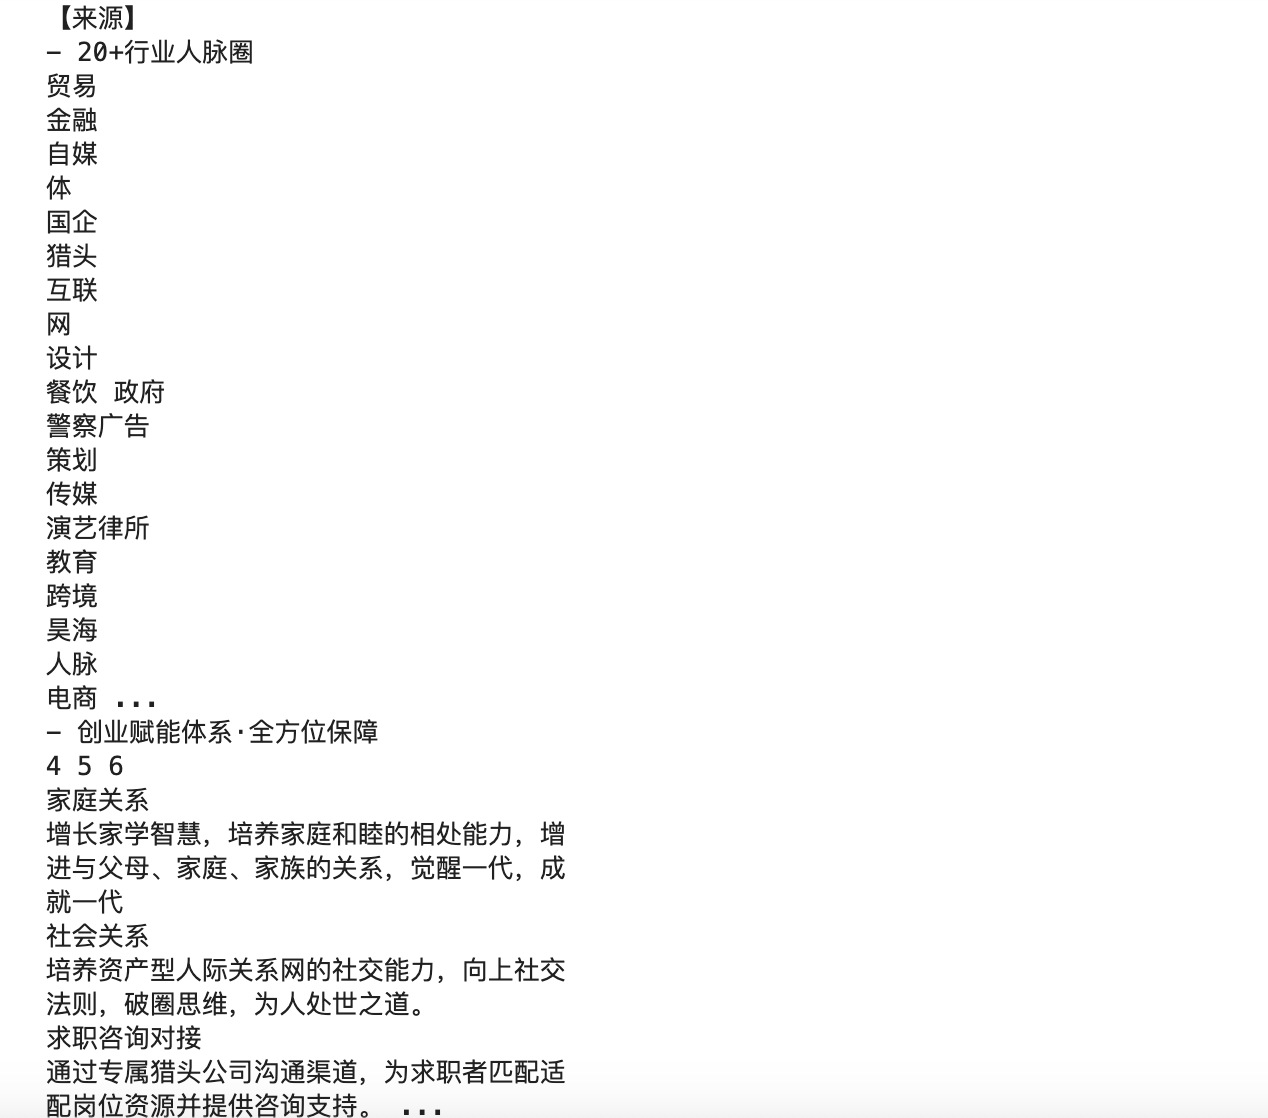 【来源】
– 20+行业人脉圈
贸易
金融
自媒
体
国企
猎头
互联
网
设计
餐饮 政府
警察广告
策划
传媒
演艺律所
教育
跨境
昊海
人脉
电商 ...
– 创业赋能体系·全方位保障
4 5 6
家庭关系
增长家学智慧，培养家庭和睦的相处能力，增
进与父母、家庭、家族的关系，觉醒一代，成
就一代
社会关系
培养资产型人际关系网的社交能力，向上社交
法则，破圈思维，为人处世之道。
求职咨询对接
通过专属猎头公司沟通渠道，为求职者匹配适
配岗位资源并提供咨询支持。 ...